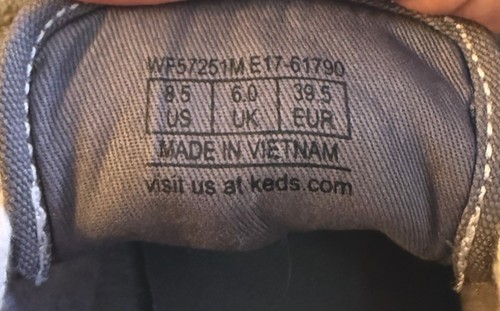 WF57251M.E17-61790
8.5 6.0 39.5
US UK EUR
MADE IN VIETNAM
visit us at keds.com